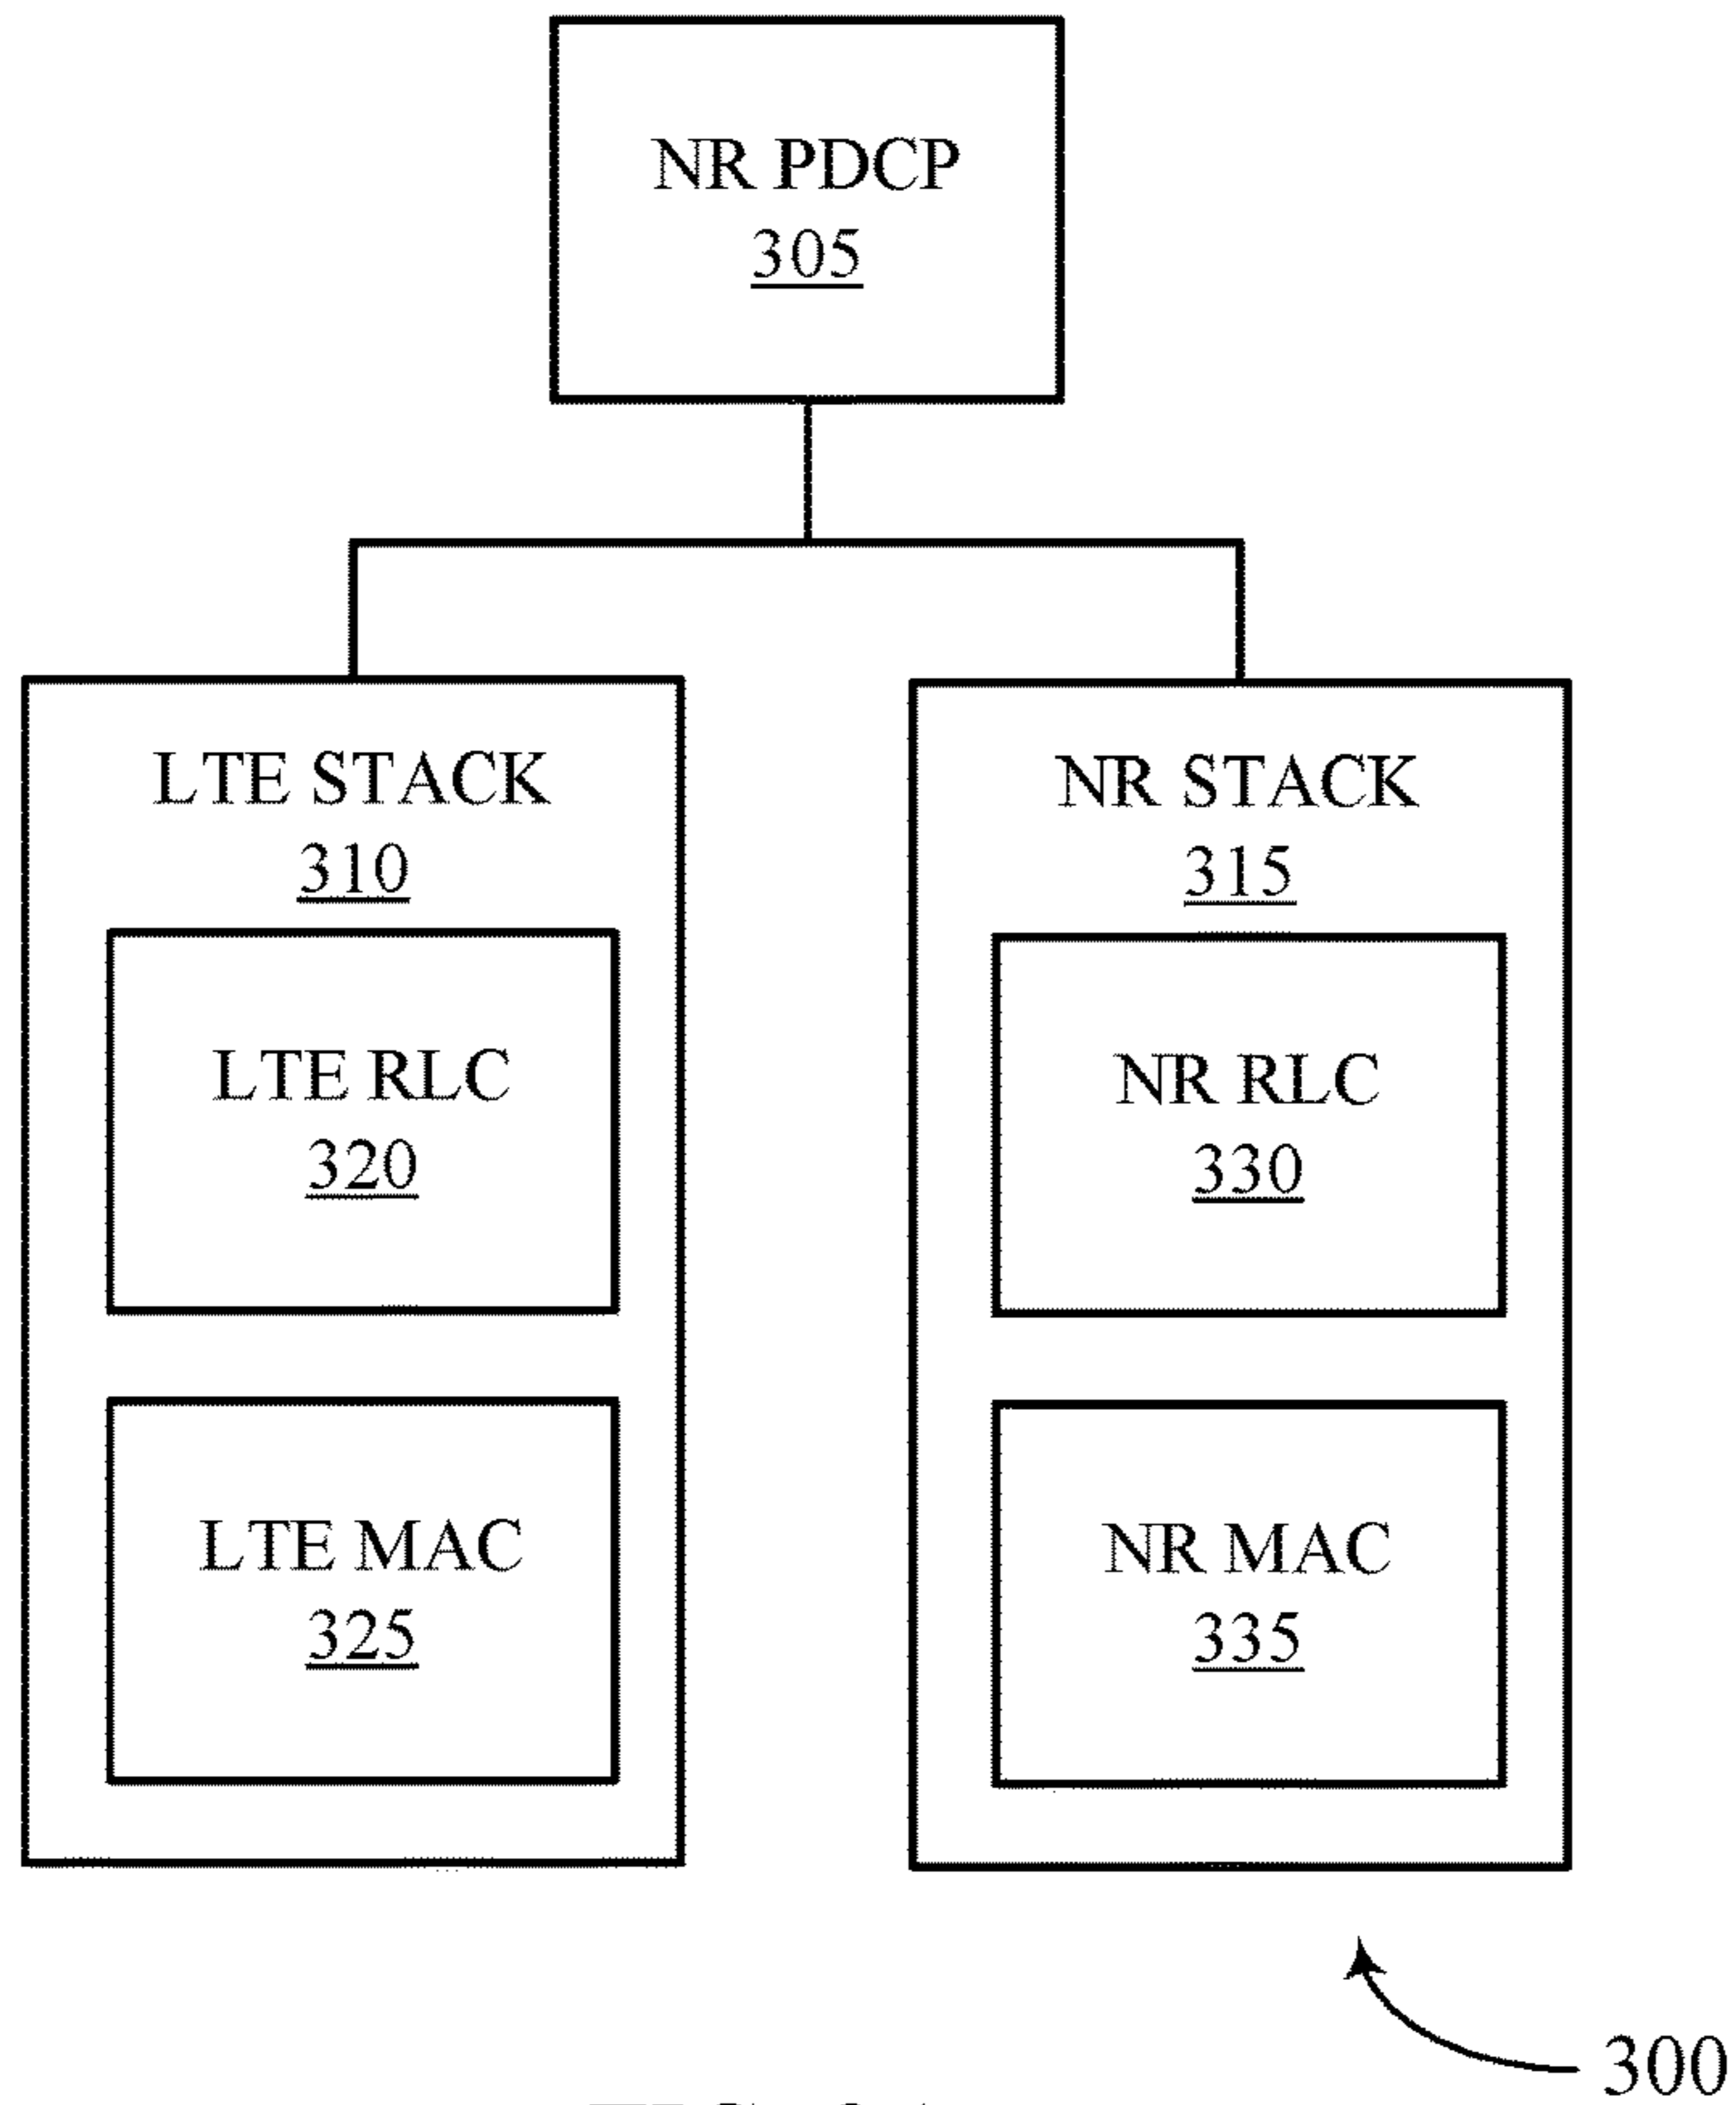 NR PDCP
305
LTE STACK
310
LTE RLC
320
LTE MAC
325
NR STACK
315
NR RLC
330
NR MAC
335
300